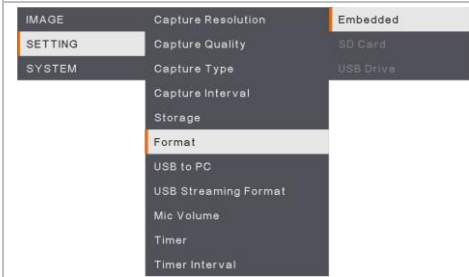 IMAGE
SETTING
SYSTEM
Capture Resolution
Capture Quality
Capture Type
Capture Interval
Storage
Format
USB to PC
USB Streaming Format
Mic Volume
Timer
Timer Interval
Embedded
SD Card
USB Drive